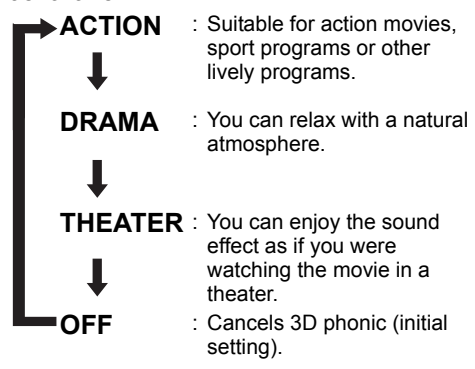 ACTION : Suitable for action movies,
sport programs or other
lively programs.
DRAMA : You can relax with a natural
atmosphere.
THEATER : You can enjoy the sound
effect as if you were
watching the movie in a
theater.
OFF : Cancels 3D phonic (initial
setting).